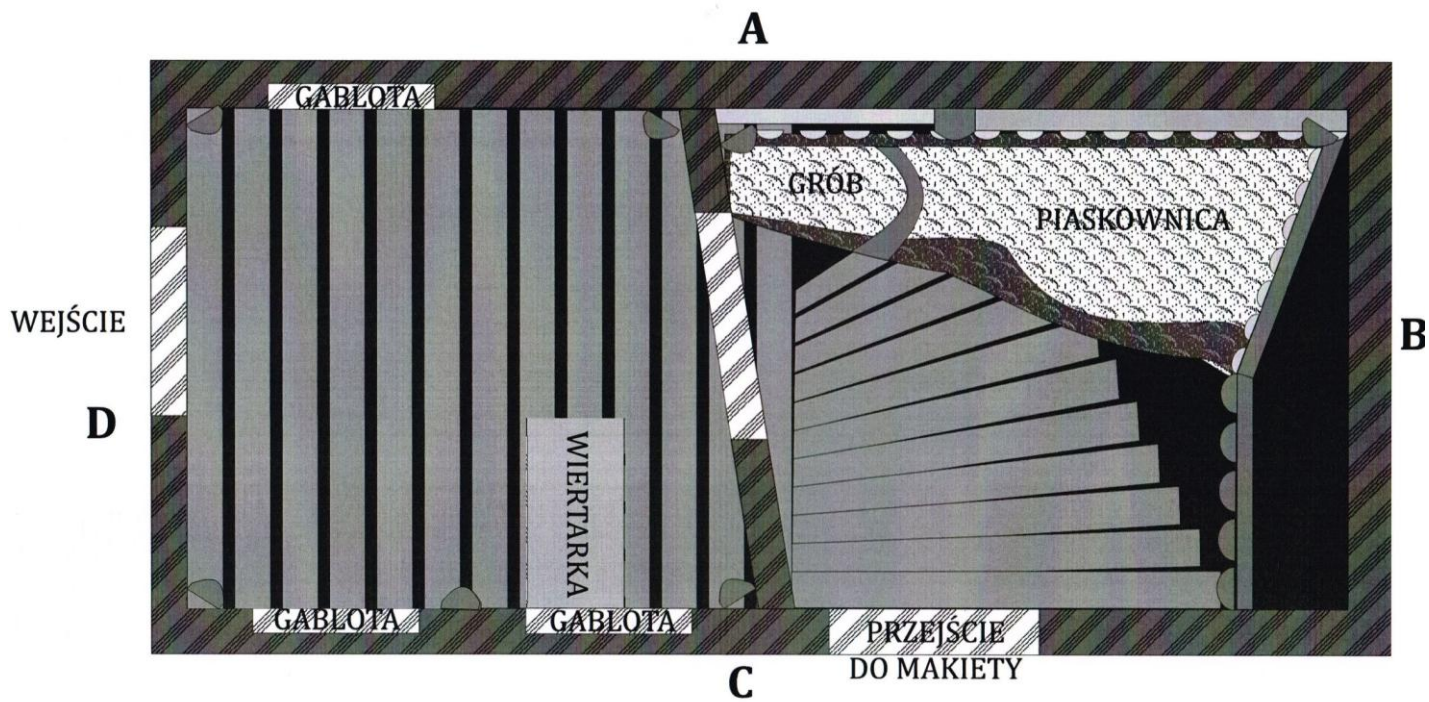 A
GABLOTA
GRÓB
PIASKOWNICA
WEJŚCIE
B
D
WIERTARKA
GABLOTA
GABLOTA
PRZEJŚCIE
DO MAKIETY
C